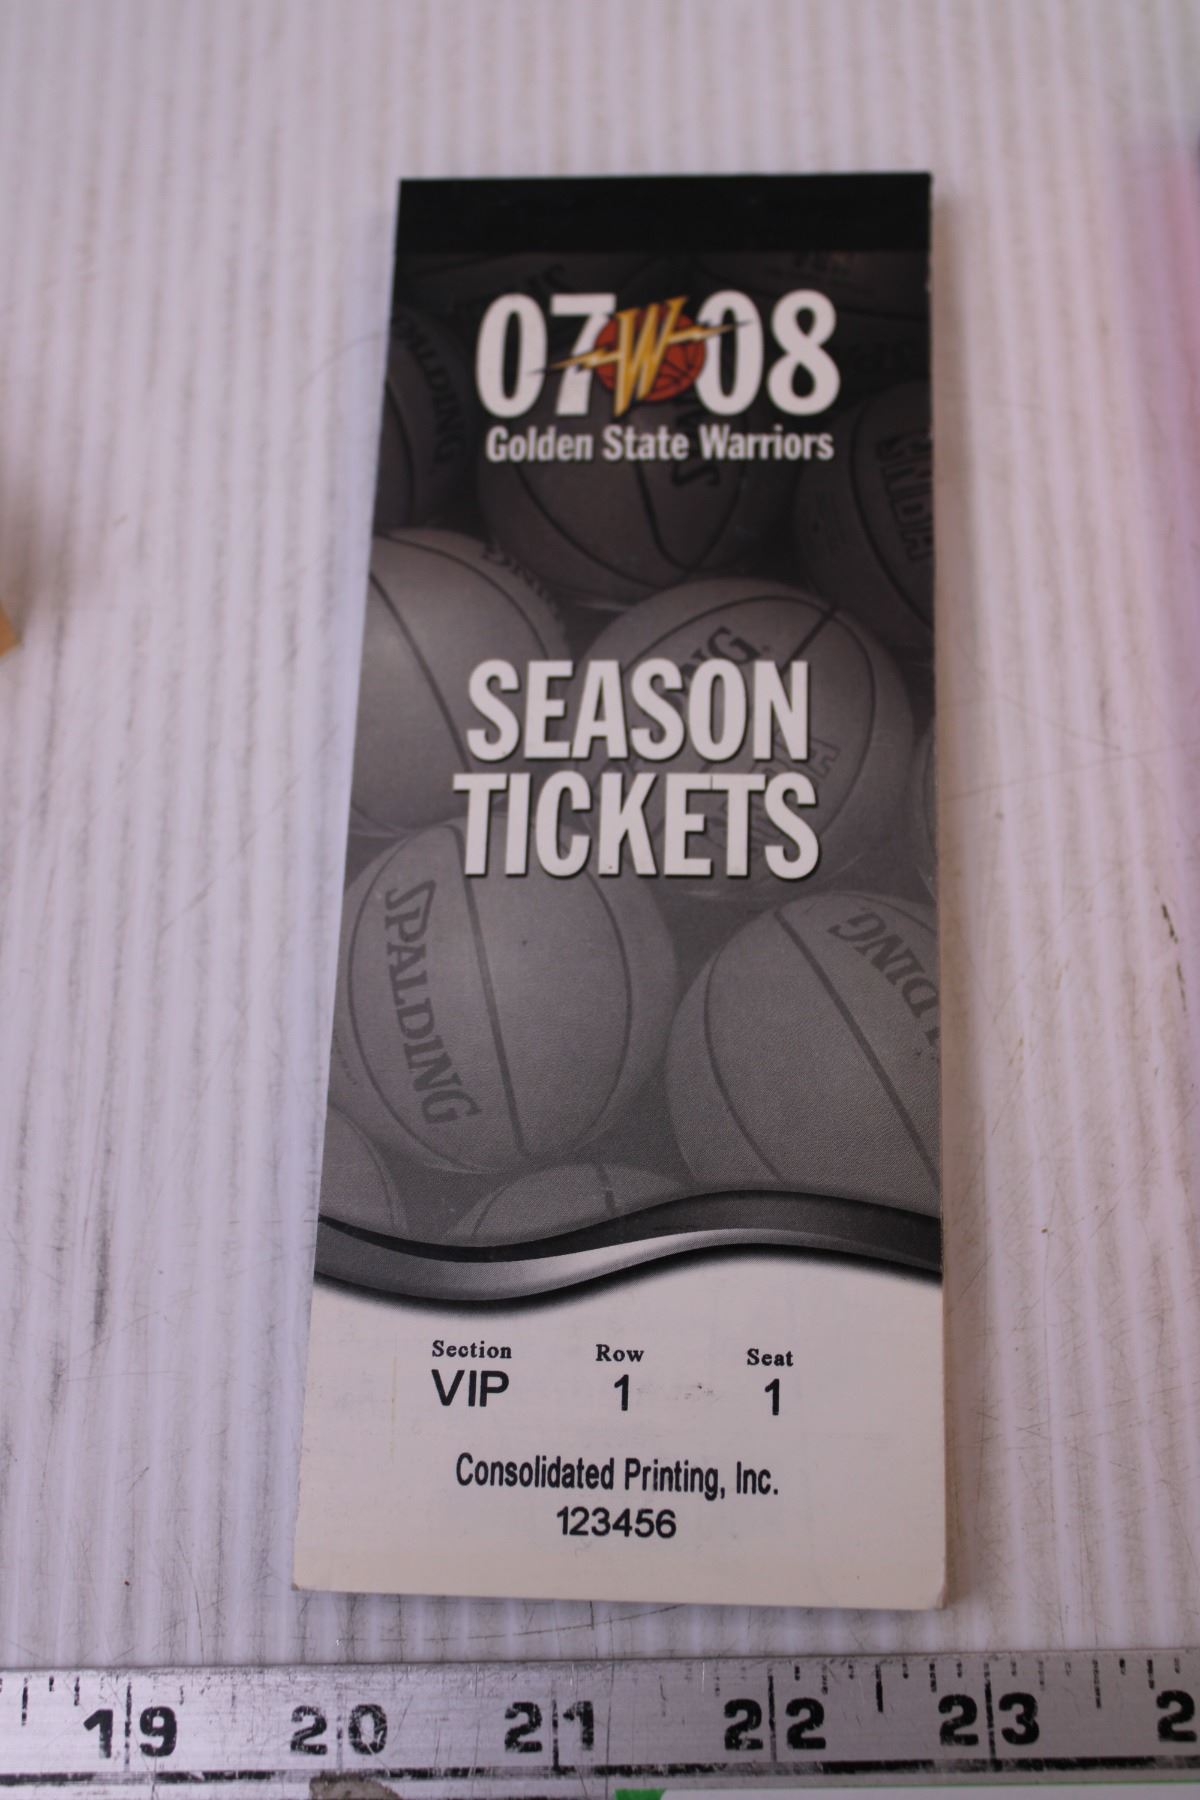 07 W 08
Golden State Warriors
SEASON
TICKETS
SPALDING
Section Row Seat
VIP 1 1
Consolidated Printing, Inc.
123456
19 20 21 22 23